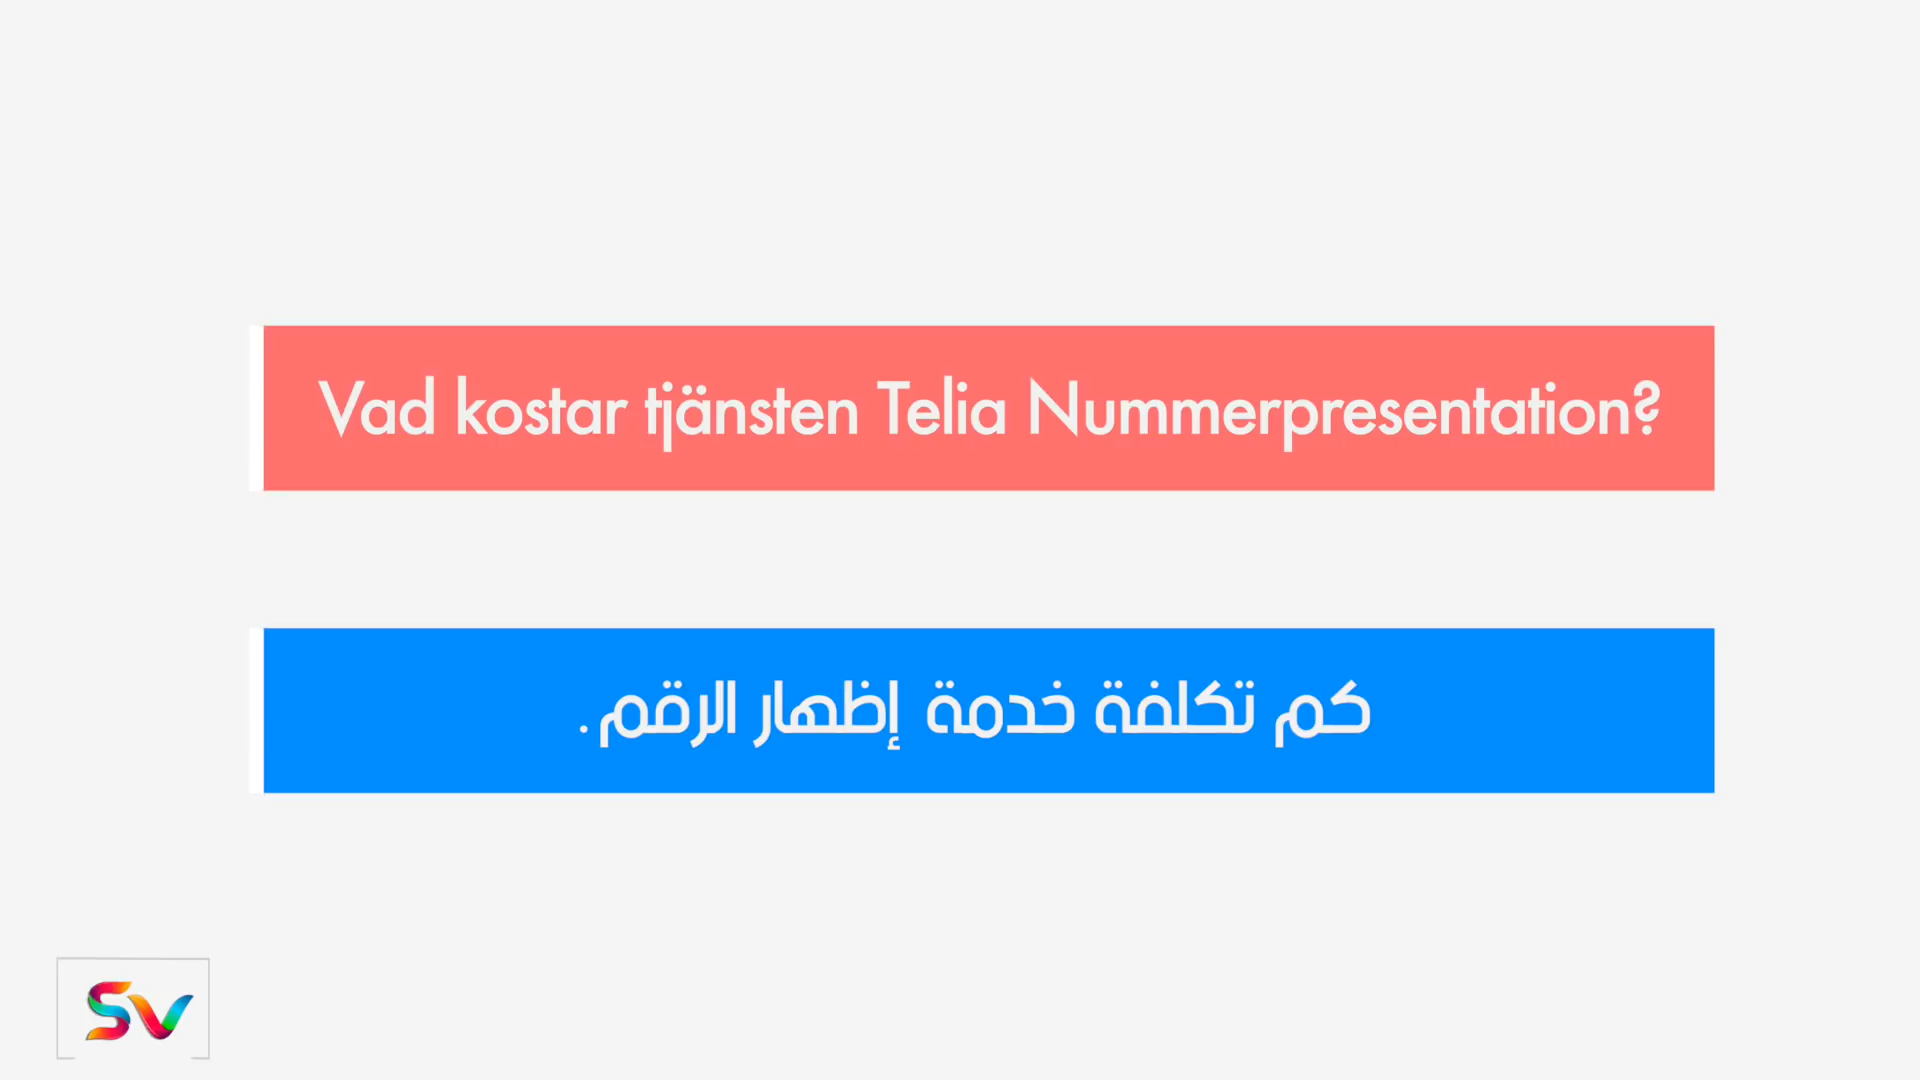 Vad kostar tjänsten Telia Nummerpresentation?
كم تكلفة خدمة إظهار الرقم.
SV